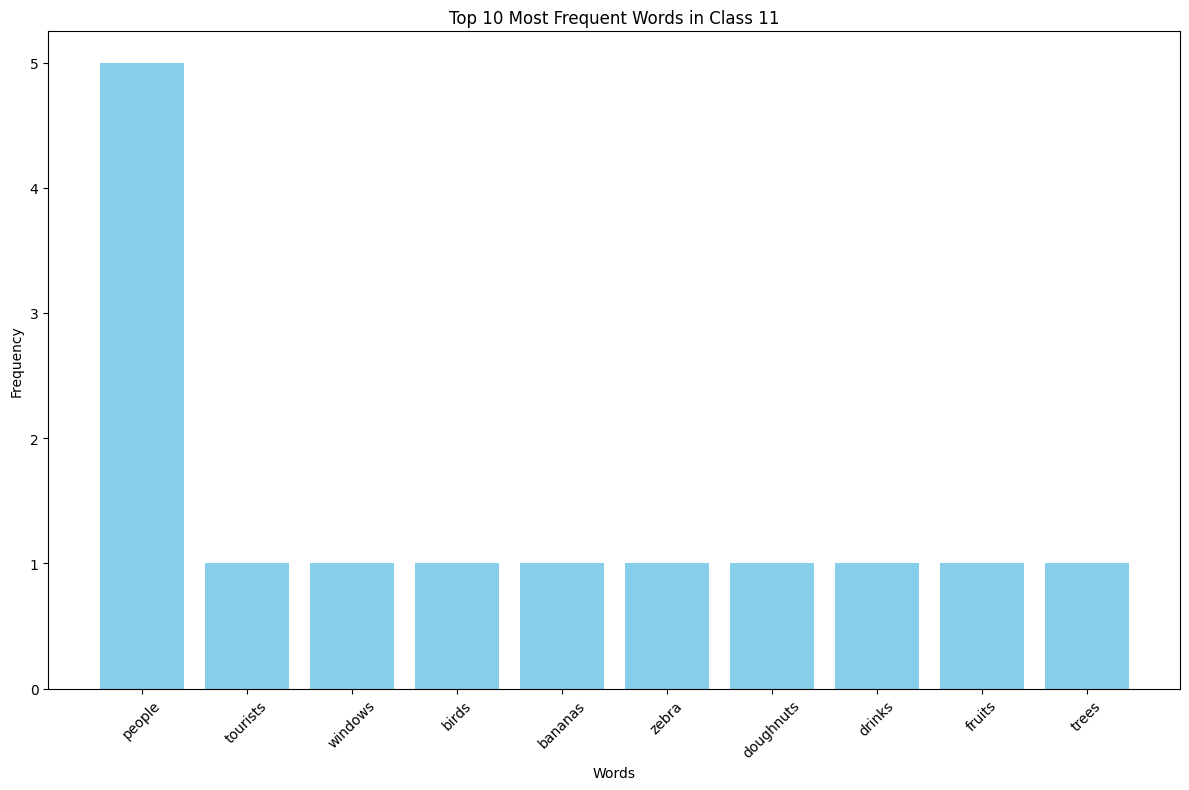 Top 10 Most Frequent Words in Class 11
Frequency
5
4
3
2
1
0
people
tourists
windows
birds
bananas
zebra
doughnuts
drinks
fruits
trees
Words